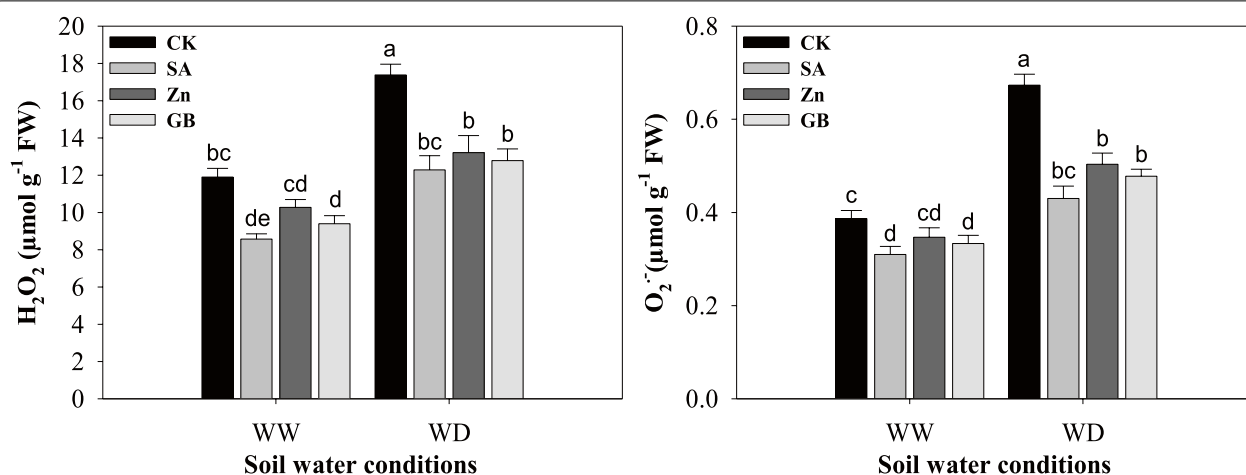 20
18
16
14
12
10
8
6
4
2
0
H₂O₂ (μmol g⁻¹ FW)
CK
SA
Zn
GB
bc
de
cd
d
a
bc
b
b
WW
WD
Soil water conditions
0.8
0.6
0.4
0.2
0.0
O₂·⁻(μmol g⁻¹ FW)
CK
SA
Zn
GB
c
d
cd
d
a
bc
b
b
WW
WD
Soil water conditions